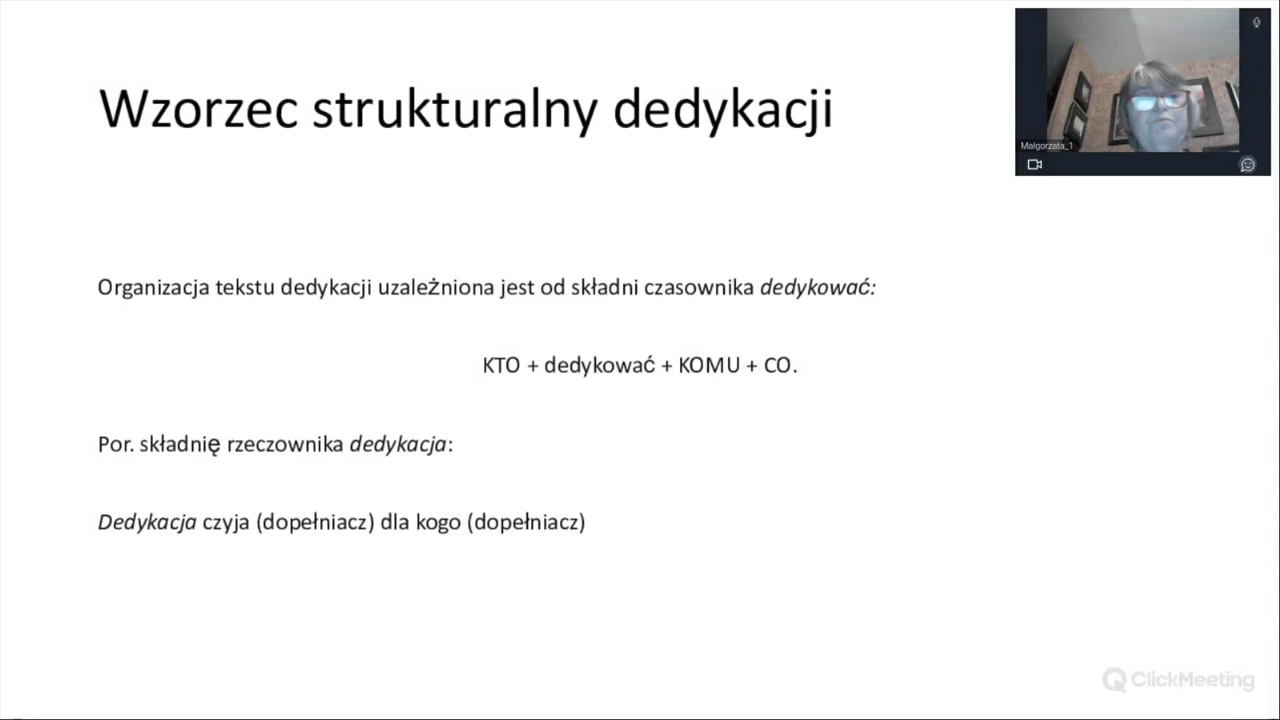 Wzorzec strukturalny dedykacji
Małgorzata_1
Organizacja tekstu dedykacji uzależniona jest od składni czasownika dedykować:
KTO + dedykować + KOMU + CO.
Por. składnię rzeczownika dedykacja:
Dedykacja czyja (dopełniacz) dla kogo (dopełniacz)
ClickMeeting